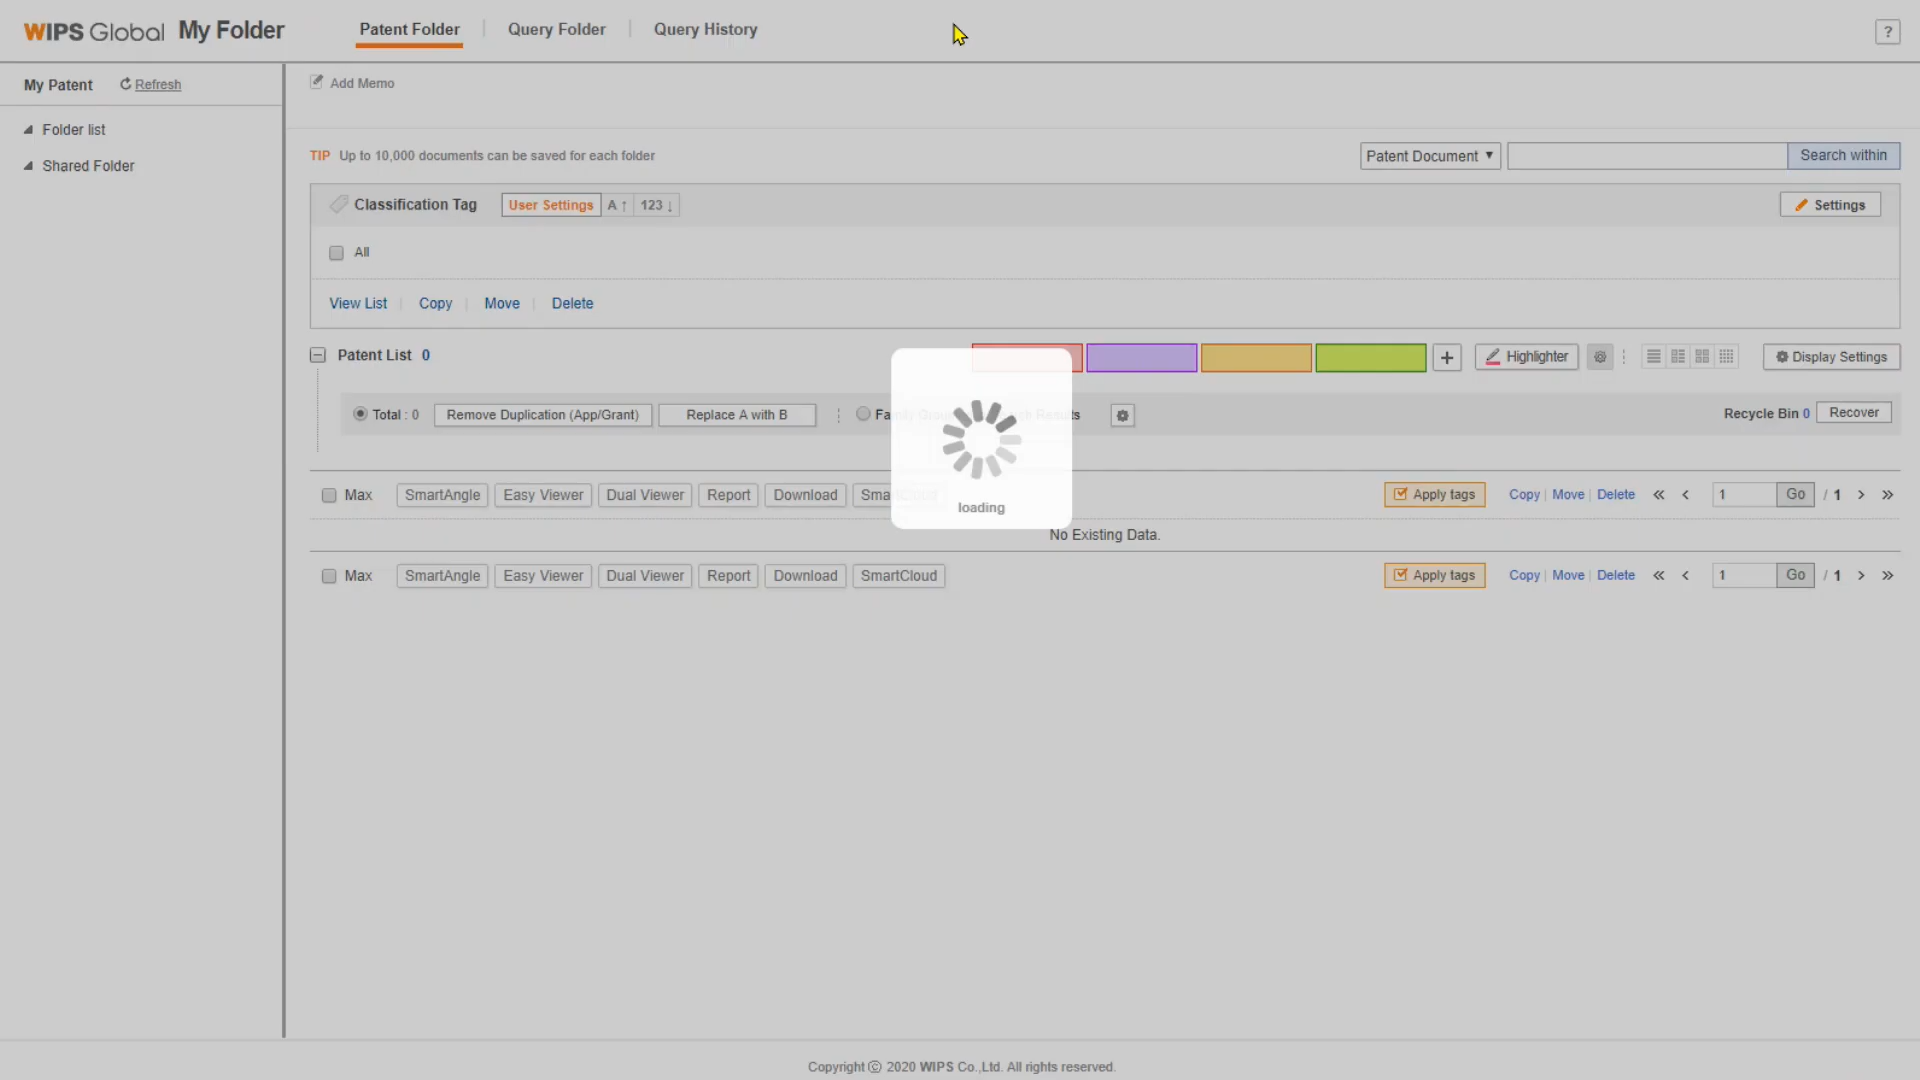 WIPS Global My Folder Patent Folder Query Folder Query History ?
My Patent Refresh Add Memo
Folder list
Shared Folder
TIP Up to 10,000 documents can be saved for each folder Patent Document ▼ Search within
Classification Tag User Settings A↑ 123↓ Settings
All
View List Copy Move Delete
Patent List 0 + Highlighter Display Settings
Total : 0 Remove Duplication (App/Grant) Replace A with B Recycle Bin 0 Recover
Max SmartAngle Easy Viewer Dual Viewer Report Download Apply tags Copy Move Delete « ‹ 1 Go / 1 › »
loading
No Existing Data.
Max SmartAngle Easy Viewer Dual Viewer Report Download SmartCloud Apply tags Copy Move Delete « ‹ 1 Go / 1 › »
Copyright ⓒ 2020 WIPS Co.,Ltd. All rights reserved.